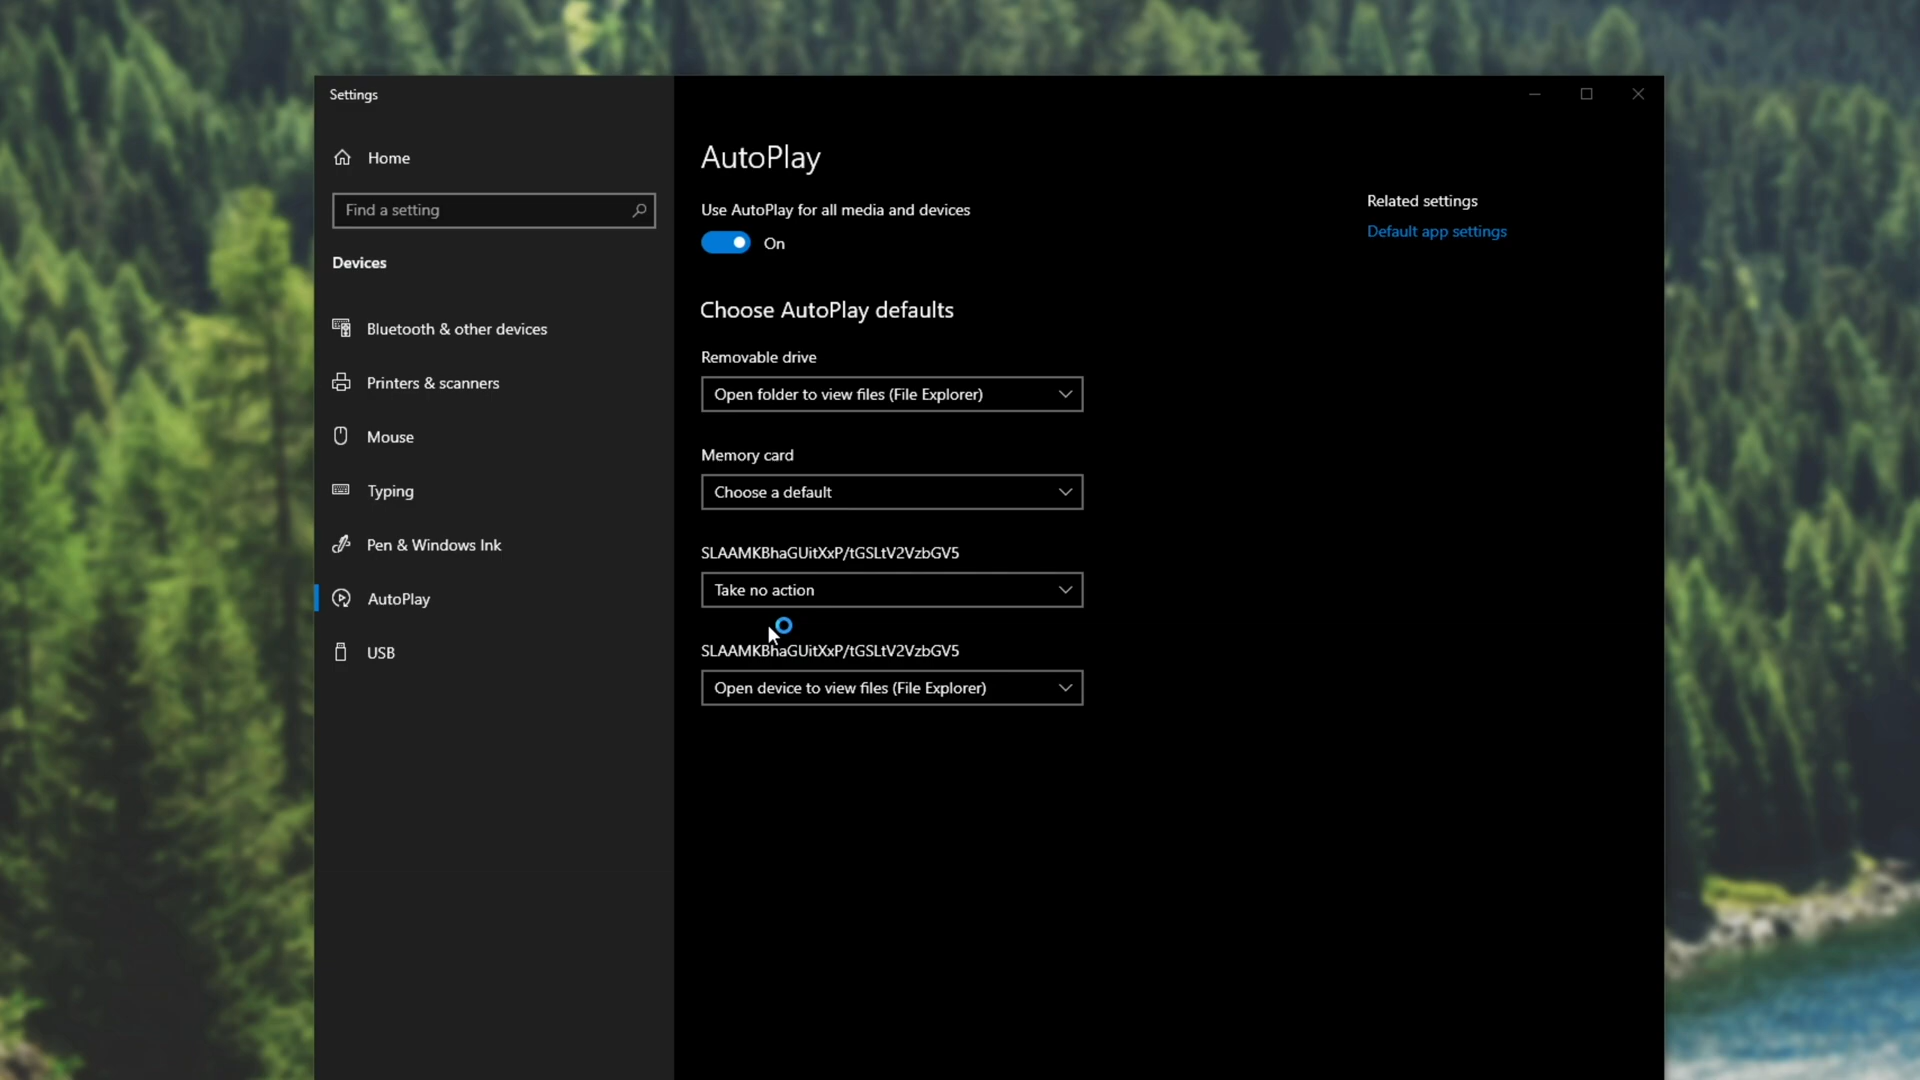 Settings
Home
Find a setting
Devices
Bluetooth & other devices
Printers & scanners
Mouse
Typing
Pen & Windows Ink
AutoPlay
USB
AutoPlay
Use AutoPlay for all media and devices
On
Choose AutoPlay defaults
Removable drive
Open folder to view files (File Explorer)
Memory card
Choose a default
SLAAMKBhaGUitXxP/tGSLtV2VzbGV5
Take no action
SLAAMKBhaGUitXxP/tGSLtV2VzbGV5
Open device to view files (File Explorer)
Related settings
Default app settings